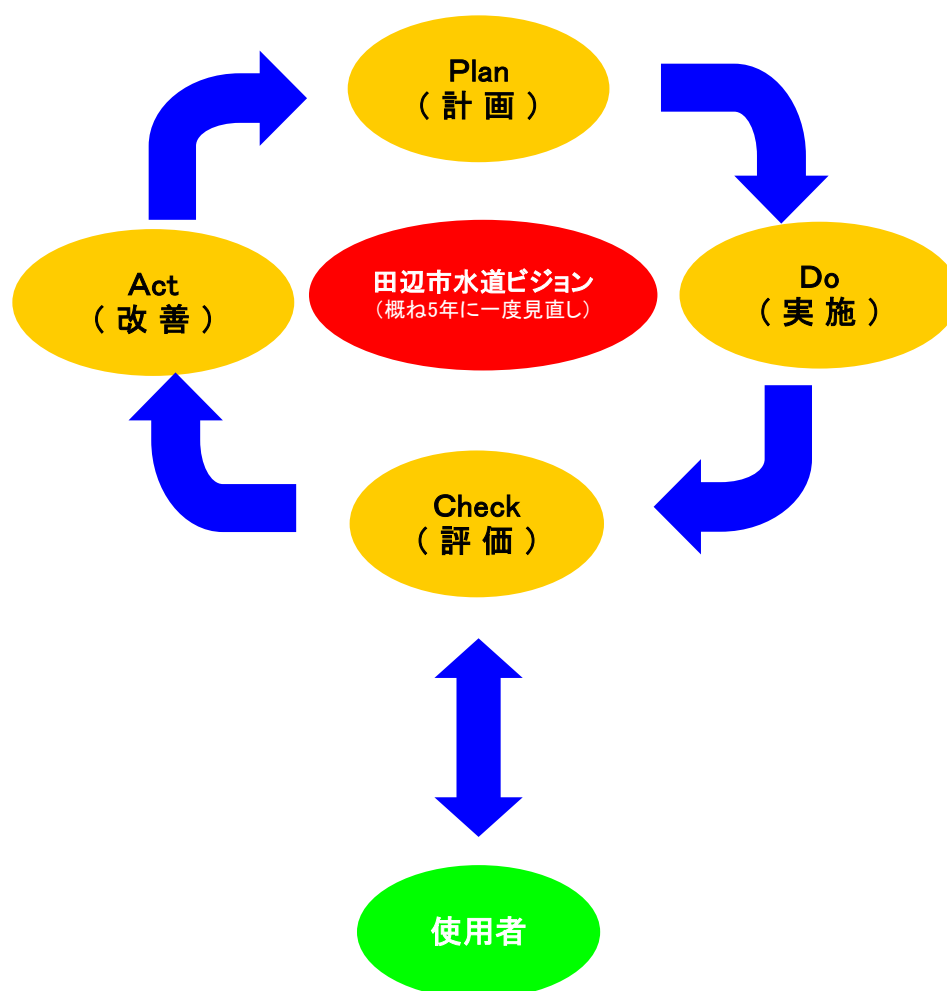 Plan
（ 計 画 ）
Act
（ 改 善 ）
田辺市水道ビジョン
（概ね5年に一度見直し）
Do
（ 実 施 ）
Check
（ 評 価 ）
使用者